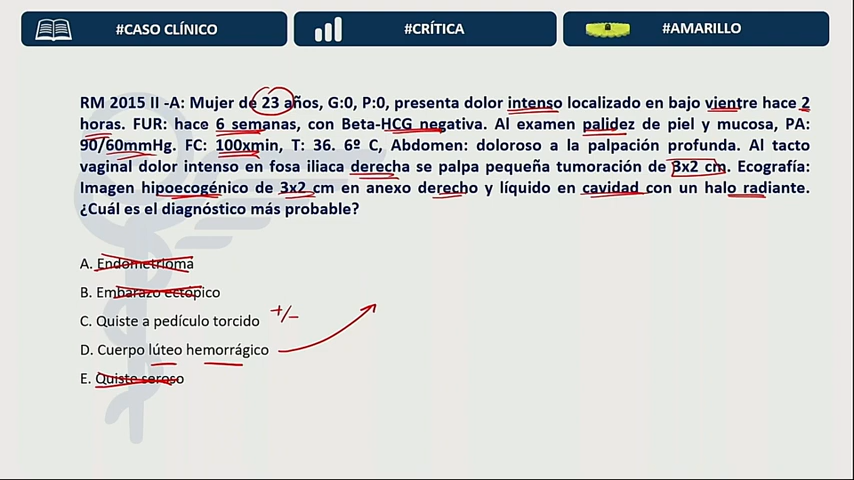 #CASO CLÍNICO
#CRÍTICA
#AMARILLO
RM 2015 II -A: Mujer de 23 años, G:0, P:0, presenta dolor intenso localizado en bajo vientre hace 2
horas. FUR: hace 6 semanas, con Beta-HCG negativa. Al examen palidez de piel y mucosa, PA:
90/60mmHg. FC: 100xmin, T: 36. 6º C, Abdomen: doloroso a la palpación profunda. Al tacto
vaginal dolor intenso en fosa iliaca derecha se palpa pequeña tumoración de 3x2 cm. Ecografía:
Imagen hipoecogénico de 3x2 cm en anexo derecho y líquido en cavidad con un halo radiante.
¿Cuál es el diagnóstico más probable?
A. Endometrioma
B. Embarazo ectópico
C. Quiste a pedículo torcido +/-
D. Cuerpo lúteo hemorrágico
E. Quiste seroso